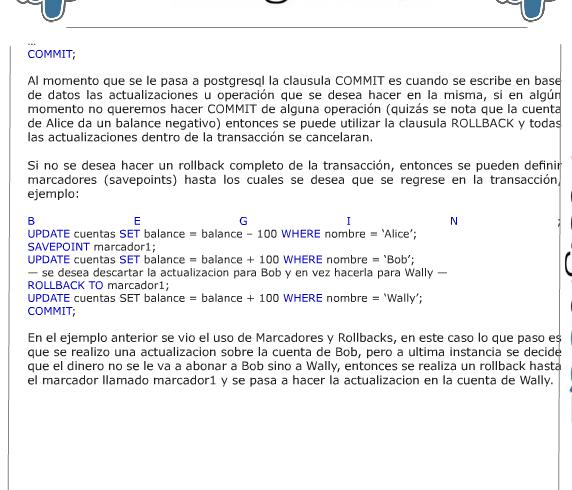 ...
COMMIT;
Al momento que se le pasa a postgresql la clausula COMMIT es cuando se escribe en base
de datos las actualizaciones u operación que se desea hacer en la misma, si en algún
momento no queremos hacer COMMIT de alguna operación (quizás se nota que la cuenta
de Alice da un balance negativo) entonces se puede utilizar la clausula ROLLBACK y todas
las actualizaciones dentro de la transacción se cancelaran.
Si no se desea hacer un rollback completo de la transacción, entonces se pueden definir
marcadores (savepoints) hasta los cuales se desea que se regrese en la transacción,
ejemplo:
B E G I N ;
UPDATE cuentas SET balance = balance – 100 WHERE nombre = ‘Alice’;
SAVEPOINT marcador1;
UPDATE cuentas SET balance = balance + 100 WHERE nombre = ‘Bob’;
— se desea descartar la actualizacion para Bob y en vez hacerla para Wally —
ROLLBACK TO marcador1;
UPDATE cuentas SET balance = balance + 100 WHERE nombre = ‘Wally’;
COMMIT;
En el ejemplo anterior se vio el uso de Marcadores y Rollbacks, en este caso lo que paso es
que se realizo una actualizacion sobre la cuenta de Bob, pero a ultima instancia se decide
que el dinero no se le va a abonar a Bob sino a Wally, entonces se realiza un rollback hasta
el marcador llamado marcador1 y se pasa a hacer la actualizacion en la cuenta de Wally.